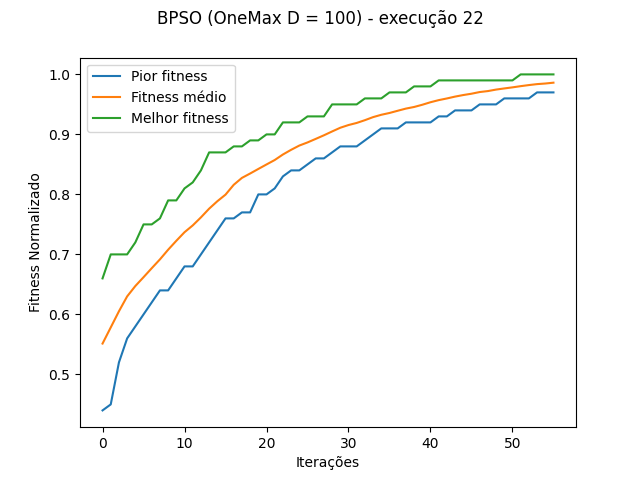 BPSO (OneMax D = 100) - execução 22
Pior fitness
Fitness médio
Melhor fitness
Fitness Normalizado
1.0
0.9
0.8
0.7
0.6
0.5
0 10 20 30 40 50
Iterações